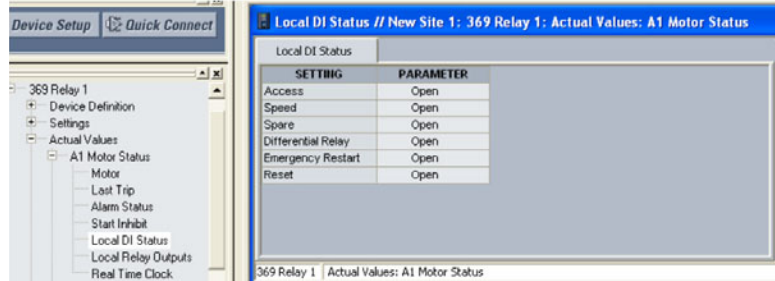 Device Setup
Quick Connect
369 Relay 1
Device Definition
Settings
Actual Values
A1 Motor Status
Motor
Last Trip
Alarm Status
Start Inhibit
Local DI Status
Local Relay Outputs
Real Time Clock
Local DI Status // New Site 1: 369 Relay 1: Actual Values: A1 Motor Status
Local DI Status
SETTING PARAMETER
Access Open
Speed Open
Spare Open
Differential Relay Open
Emergency Restart Open
Reset Open
369 Relay 1 Actual Values: A1 Motor Status